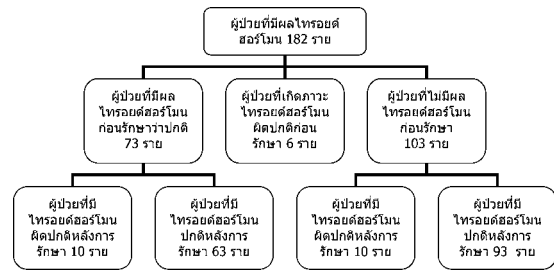 ผู้ป่วยที่มีผลไทรอยด์
ฮอร์โมน 182 ราย
ผู้ป่วยที่มีผล
ไทรอยด์ฮอร์โมน
ก่อนรักษาว่าปกติ
73 ราย
ผู้ป่วยที่เกิดภาวะ
ไทรอยด์ฮอร์โมน
ผิดปกติก่อน
รักษา 6 ราย
ผู้ป่วยที่ไม่มีผล
ไทรอยด์ฮอร์โมน
ก่อนรักษา
103 ราย
ผู้ป่วยที่มี
ไทรอยด์ฮอร์โมน
ผิดปกติหลังการ
รักษา 10 ราย
ผู้ป่วยที่มี
ไทรอยด์ฮอร์โมน
ปกติหลังการ
รักษา 63 ราย
ผู้ป่วยที่มี
ไทรอยด์ฮอร์โมน
ผิดปกติหลังการ
รักษา 10 ราย
ผู้ป่วยที่มี
ไทรอยด์ฮอร์โมน
ปกติหลังการ
รักษา 93 ราย